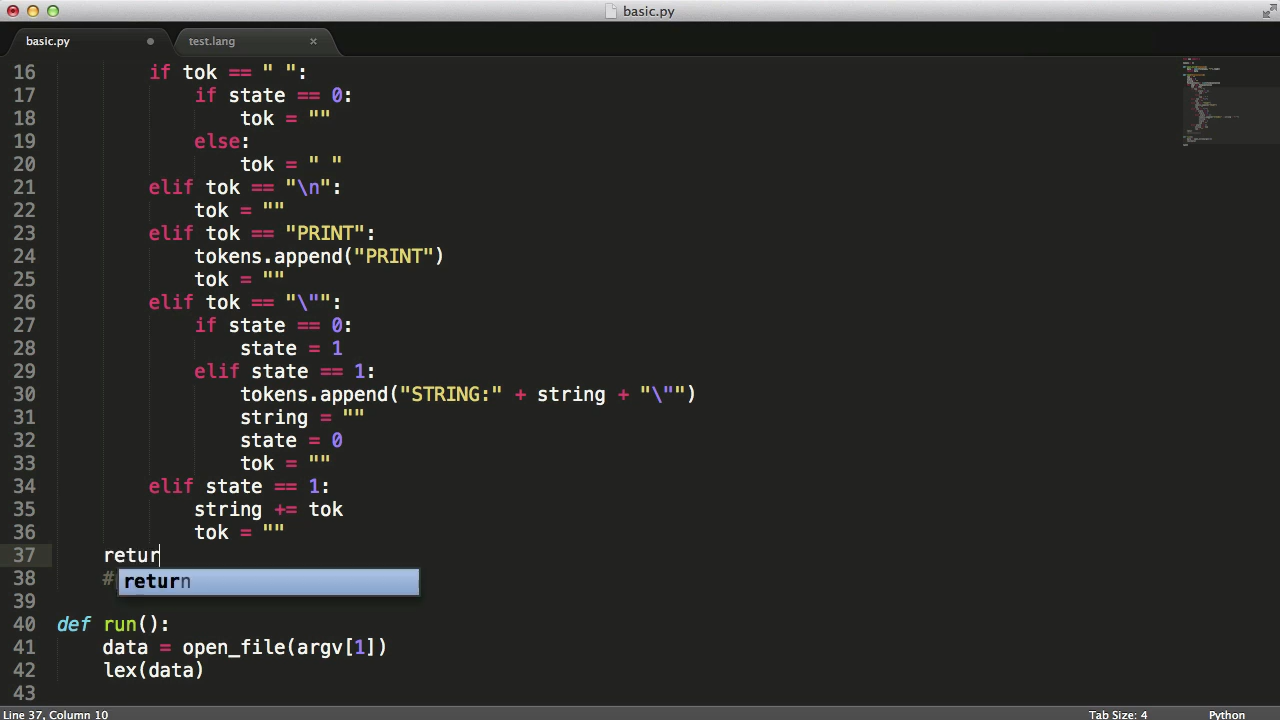 basic.py
basic.py
test.lang
16 if tok == " ":
17 if state == 0:
18 tok = ""
19 else:
20 tok = " "
21 elif tok == "\n":
22 tok = ""
23 elif tok == "PRINT":
24 tokens.append("PRINT")
25 tok = ""
26 elif tok == "\"":
27 if state == 0:
28 state = 1
29 elif state == 1:
30 tokens.append("STRING:" + string + "\"")
31 string = ""
32 state = 0
33 tok = ""
34 elif state == 1:
35 string += tok
36 tok = ""
37 retur
38 #
return
39
40 def run():
41 data = open_file(argv[1])
42 lex(data)
43
Line 37, Column 10
Tab Size: 4
Python